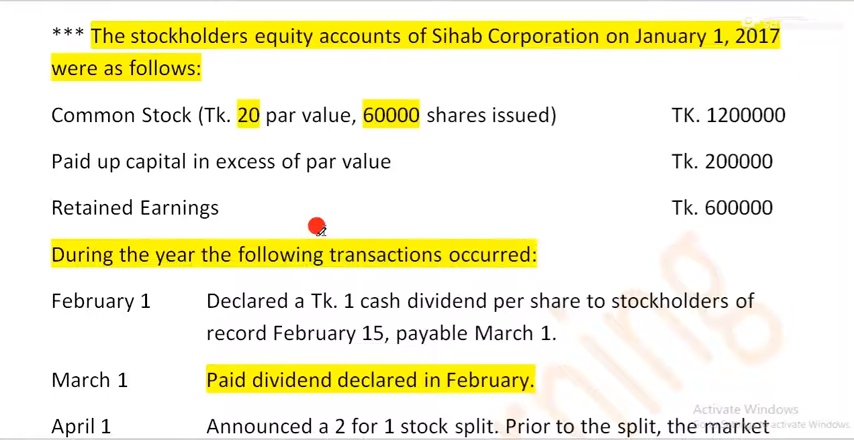 *** The stockholders equity accounts of Sihab Corporation on January 1, 2017
were as follows:
Common Stock (Tk. 20 par value, 60000 shares issued) TK. 1200000
Paid up capital in excess of par value Tk. 200000
Retained Earnings Tk. 600000
During the year the following transactions occurred:
February 1 Declared a Tk. 1 cash dividend per share to stockholders of
record February 15, payable March 1.
March 1 Paid dividend declared in February.
April 1 Announced a 2 for 1 stock split. Prior to the split, the market
rning
Activate Windows
activate Windows.